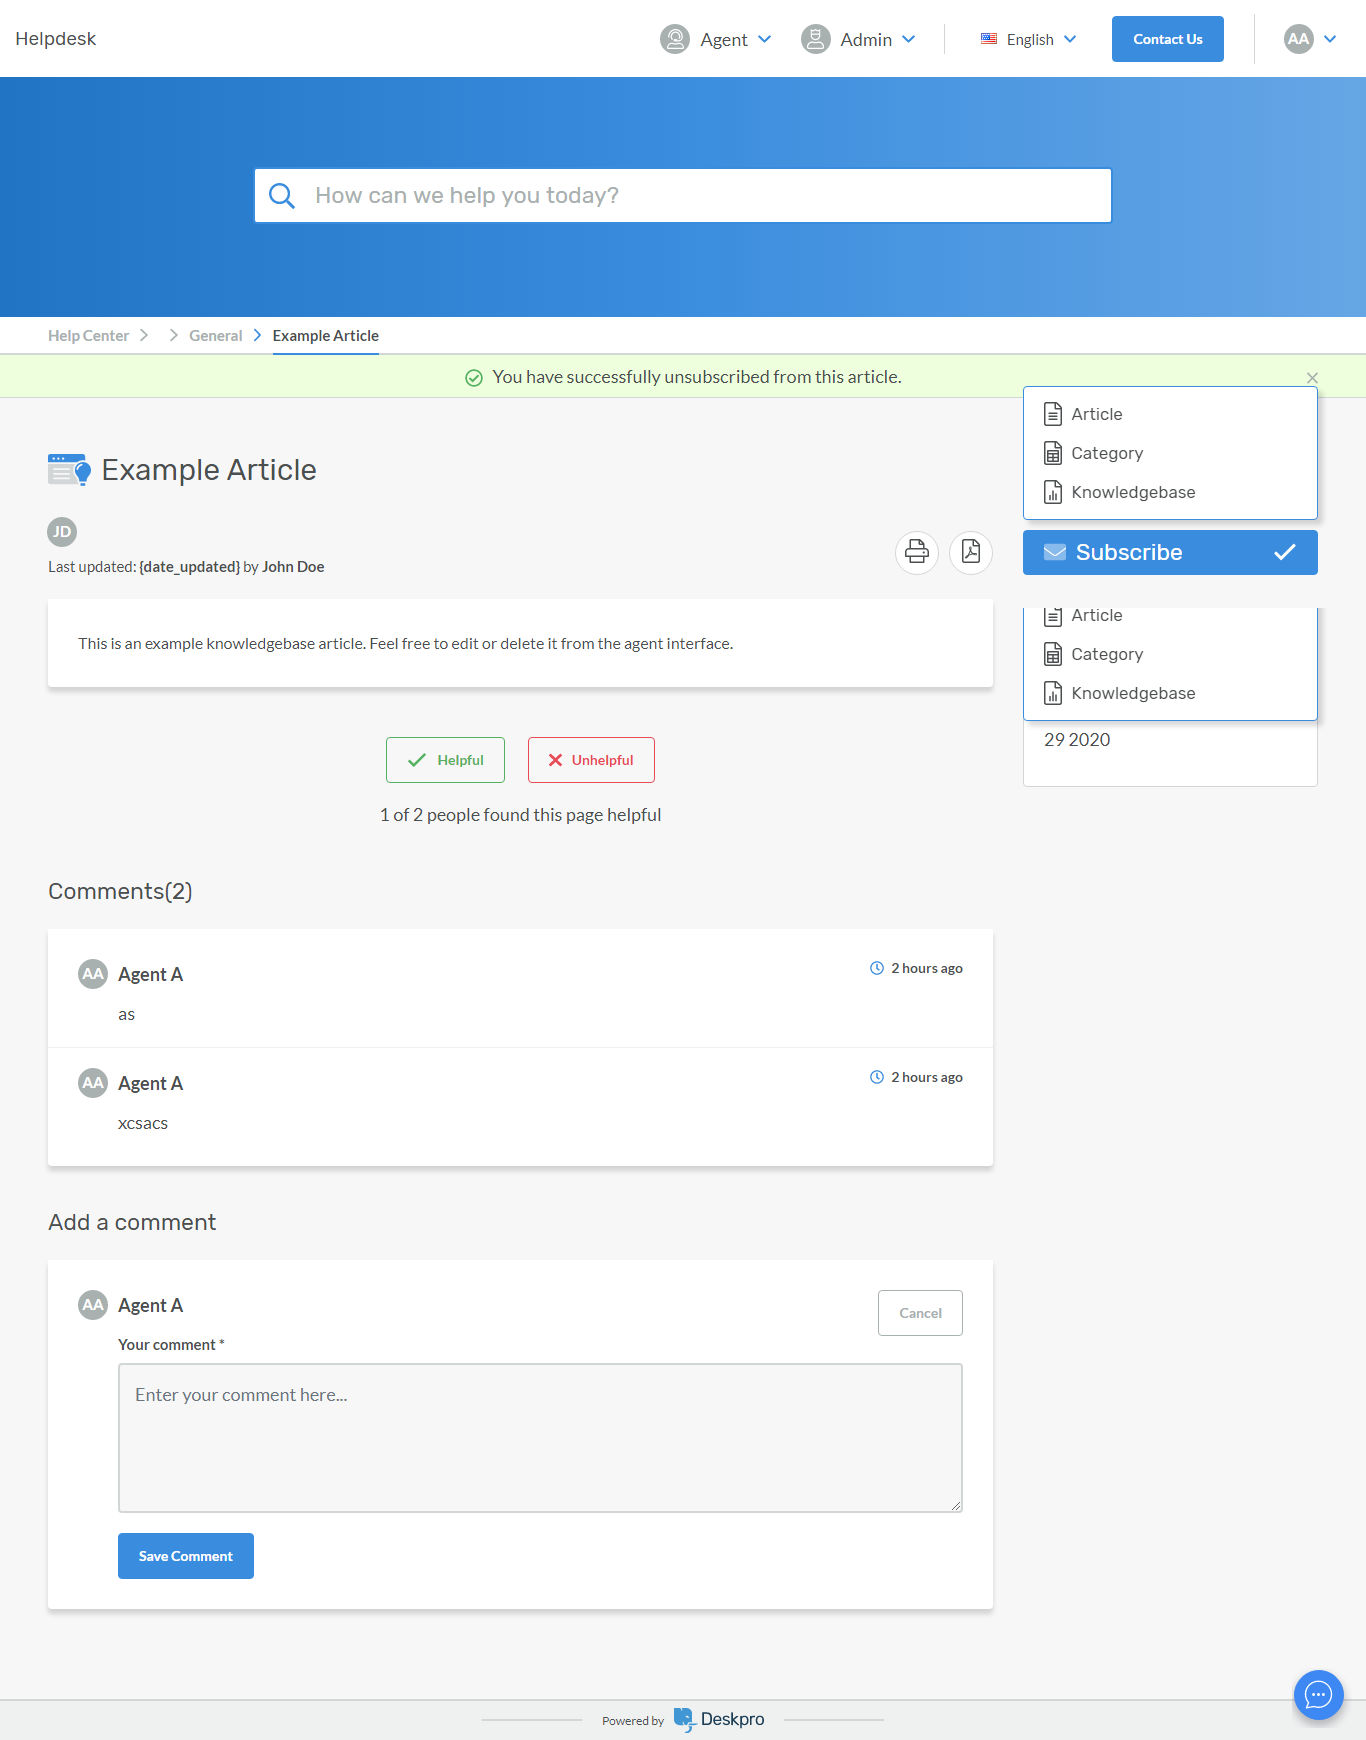 Helpdesk
Agent
Admin
English
Contact Us
AA
How can we help you today?
Help Center
General
Example Article
You have successfully unsubscribed from this article.
Article
Category
Knowledgebase
Example Article
JD
Last updated: {date_updated} by John Doe
Subscribe
This is an example knowledgebase article. Feel free to edit or delete it from the agent interface.
Article
Category
Knowledgebase
29 2020
Helpful
Unhelpful
1 of 2 people found this page helpful
Comments(2)
AA Agent A
2 hours ago
as
AA Agent A
2 hours ago
xcsacs
Add a comment
AA Agent A
Cancel
Your comment *
Enter your comment here...
Save Comment
Powered by Deskpro